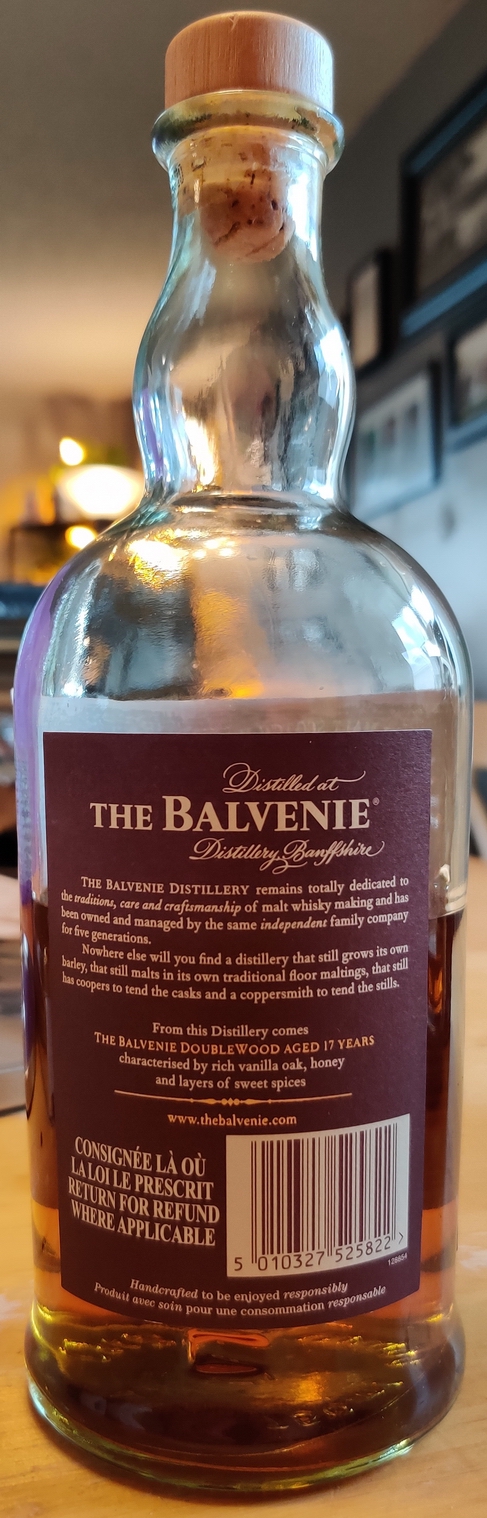 Distilled at
THE BALVENIE®
Distillery, Banffshire
THE BALVENIE DISTILLERY remains totally dedicated to
the traditions, care and craftsmanship of malt whisky making and has
been owned and managed by the same independent family company
for five generations.
Nowhere else will you find a distillery that still grows its own
barley, that still malts in its own traditional floor maltings, that still
has coopers to tend the casks and a coppersmith to tend the stills.
From this Distillery comes
THE BALVENIE DOUBLEWOOD AGED 17 YEARS
characterised by rich vanilla oak, honey
and layers of sweet spices
www.thebalvenie.com
CONSIGNÉE LÀ OÙ
LA LOI LE PRESCRIT
RETURN FOR REFUND
WHERE APPLICABLE
5 010327 525822 >
128654
Handcrafted to be enjoyed responsibly
Produit avec soin pour une consommation responsable